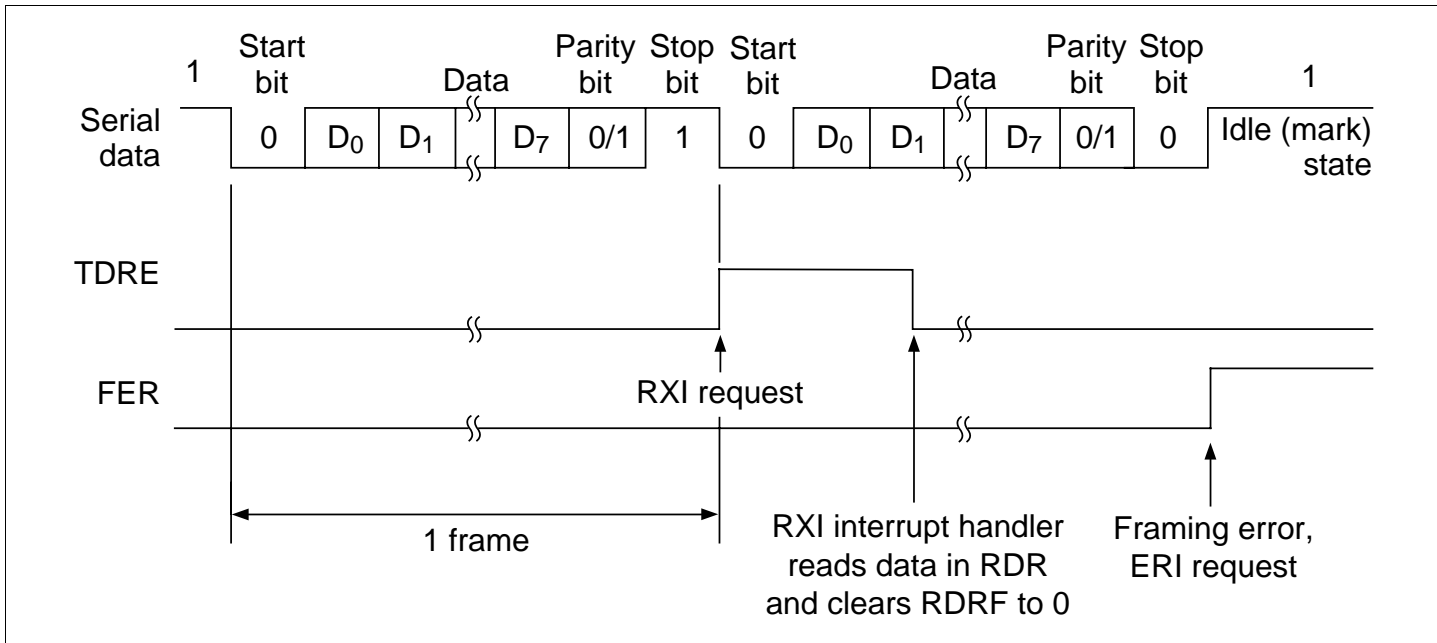 1 Start bit Data Parity bit Stop bit Start bit Data Parity bit Stop bit 1
Serial data 0 D0 D1 D7 0/1 1 0 D0 D1 D7 0/1 0 Idle (mark) state
TDRE
RXI request
FER
1 frame
RXI interrupt handler
reads data in RDR
and clears RDRF to 0
Framing error,
ERI request